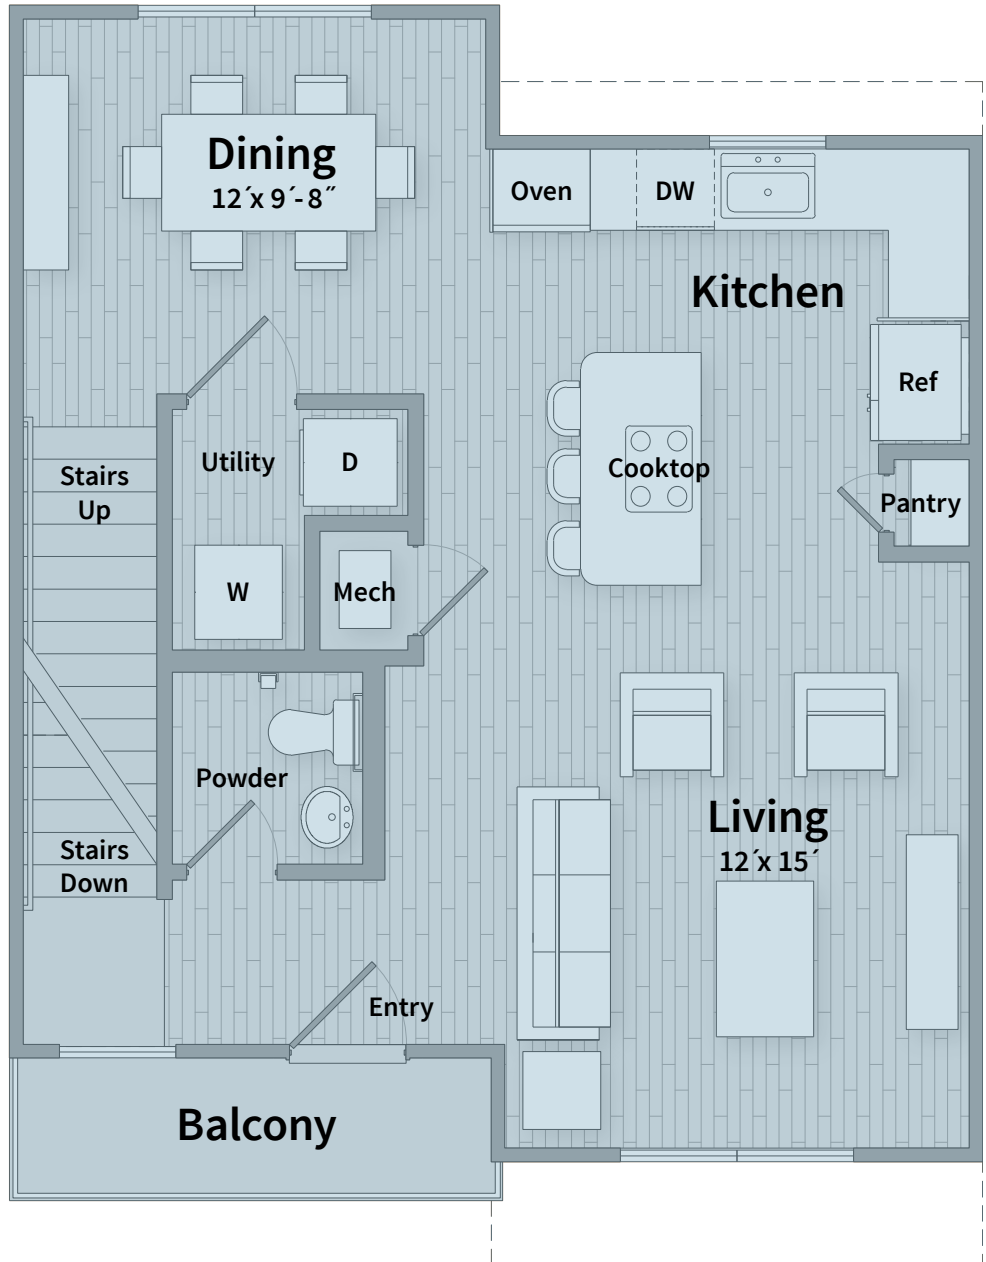 Dining
12´x 9´-8˝
Oven
DW
Kitchen
Ref
Stairs
Up
Utility
D
Cooktop
Pantry
W
Mech
Powder
Living
12´x 15´
Stairs
Down
Entry
Balcony